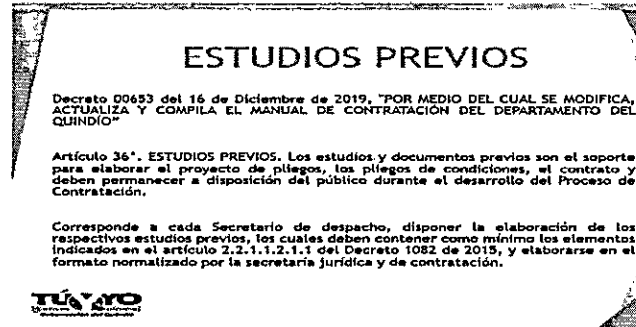 ESTUDIOS PREVIOS
Decreto 00653 del 16 de Diciembre de 2019, "POR MEDIO DEL CUAL SE MODIFICA,
ACTUALIZA Y COMPILA EL MANUAL DE CONTRATACIÓN DEL DEPARTAMENTO DEL
QUINDÍO"
Artículo 36°. ESTUDIOS PREVIOS. Los estudios y documentos previos son el soporte
para elaborar el proyecto de pliegos, los pliegos de condiciones, el contrato y
deben permanecer a disposición del público durante el desarrollo del Proceso de
Contratación.
Corresponde a cada Secretario de despacho, disponer la elaboración de los
respectivos estudios previos, los cuales deben contener como mínimo los elementos
indicados en el artículo 2.2.1.1.2.1.1 del Decreto 1082 de 2015, y elaborarse en el
formato normalizado por la secretaría jurídica y de contratación.
TÚ Y YO